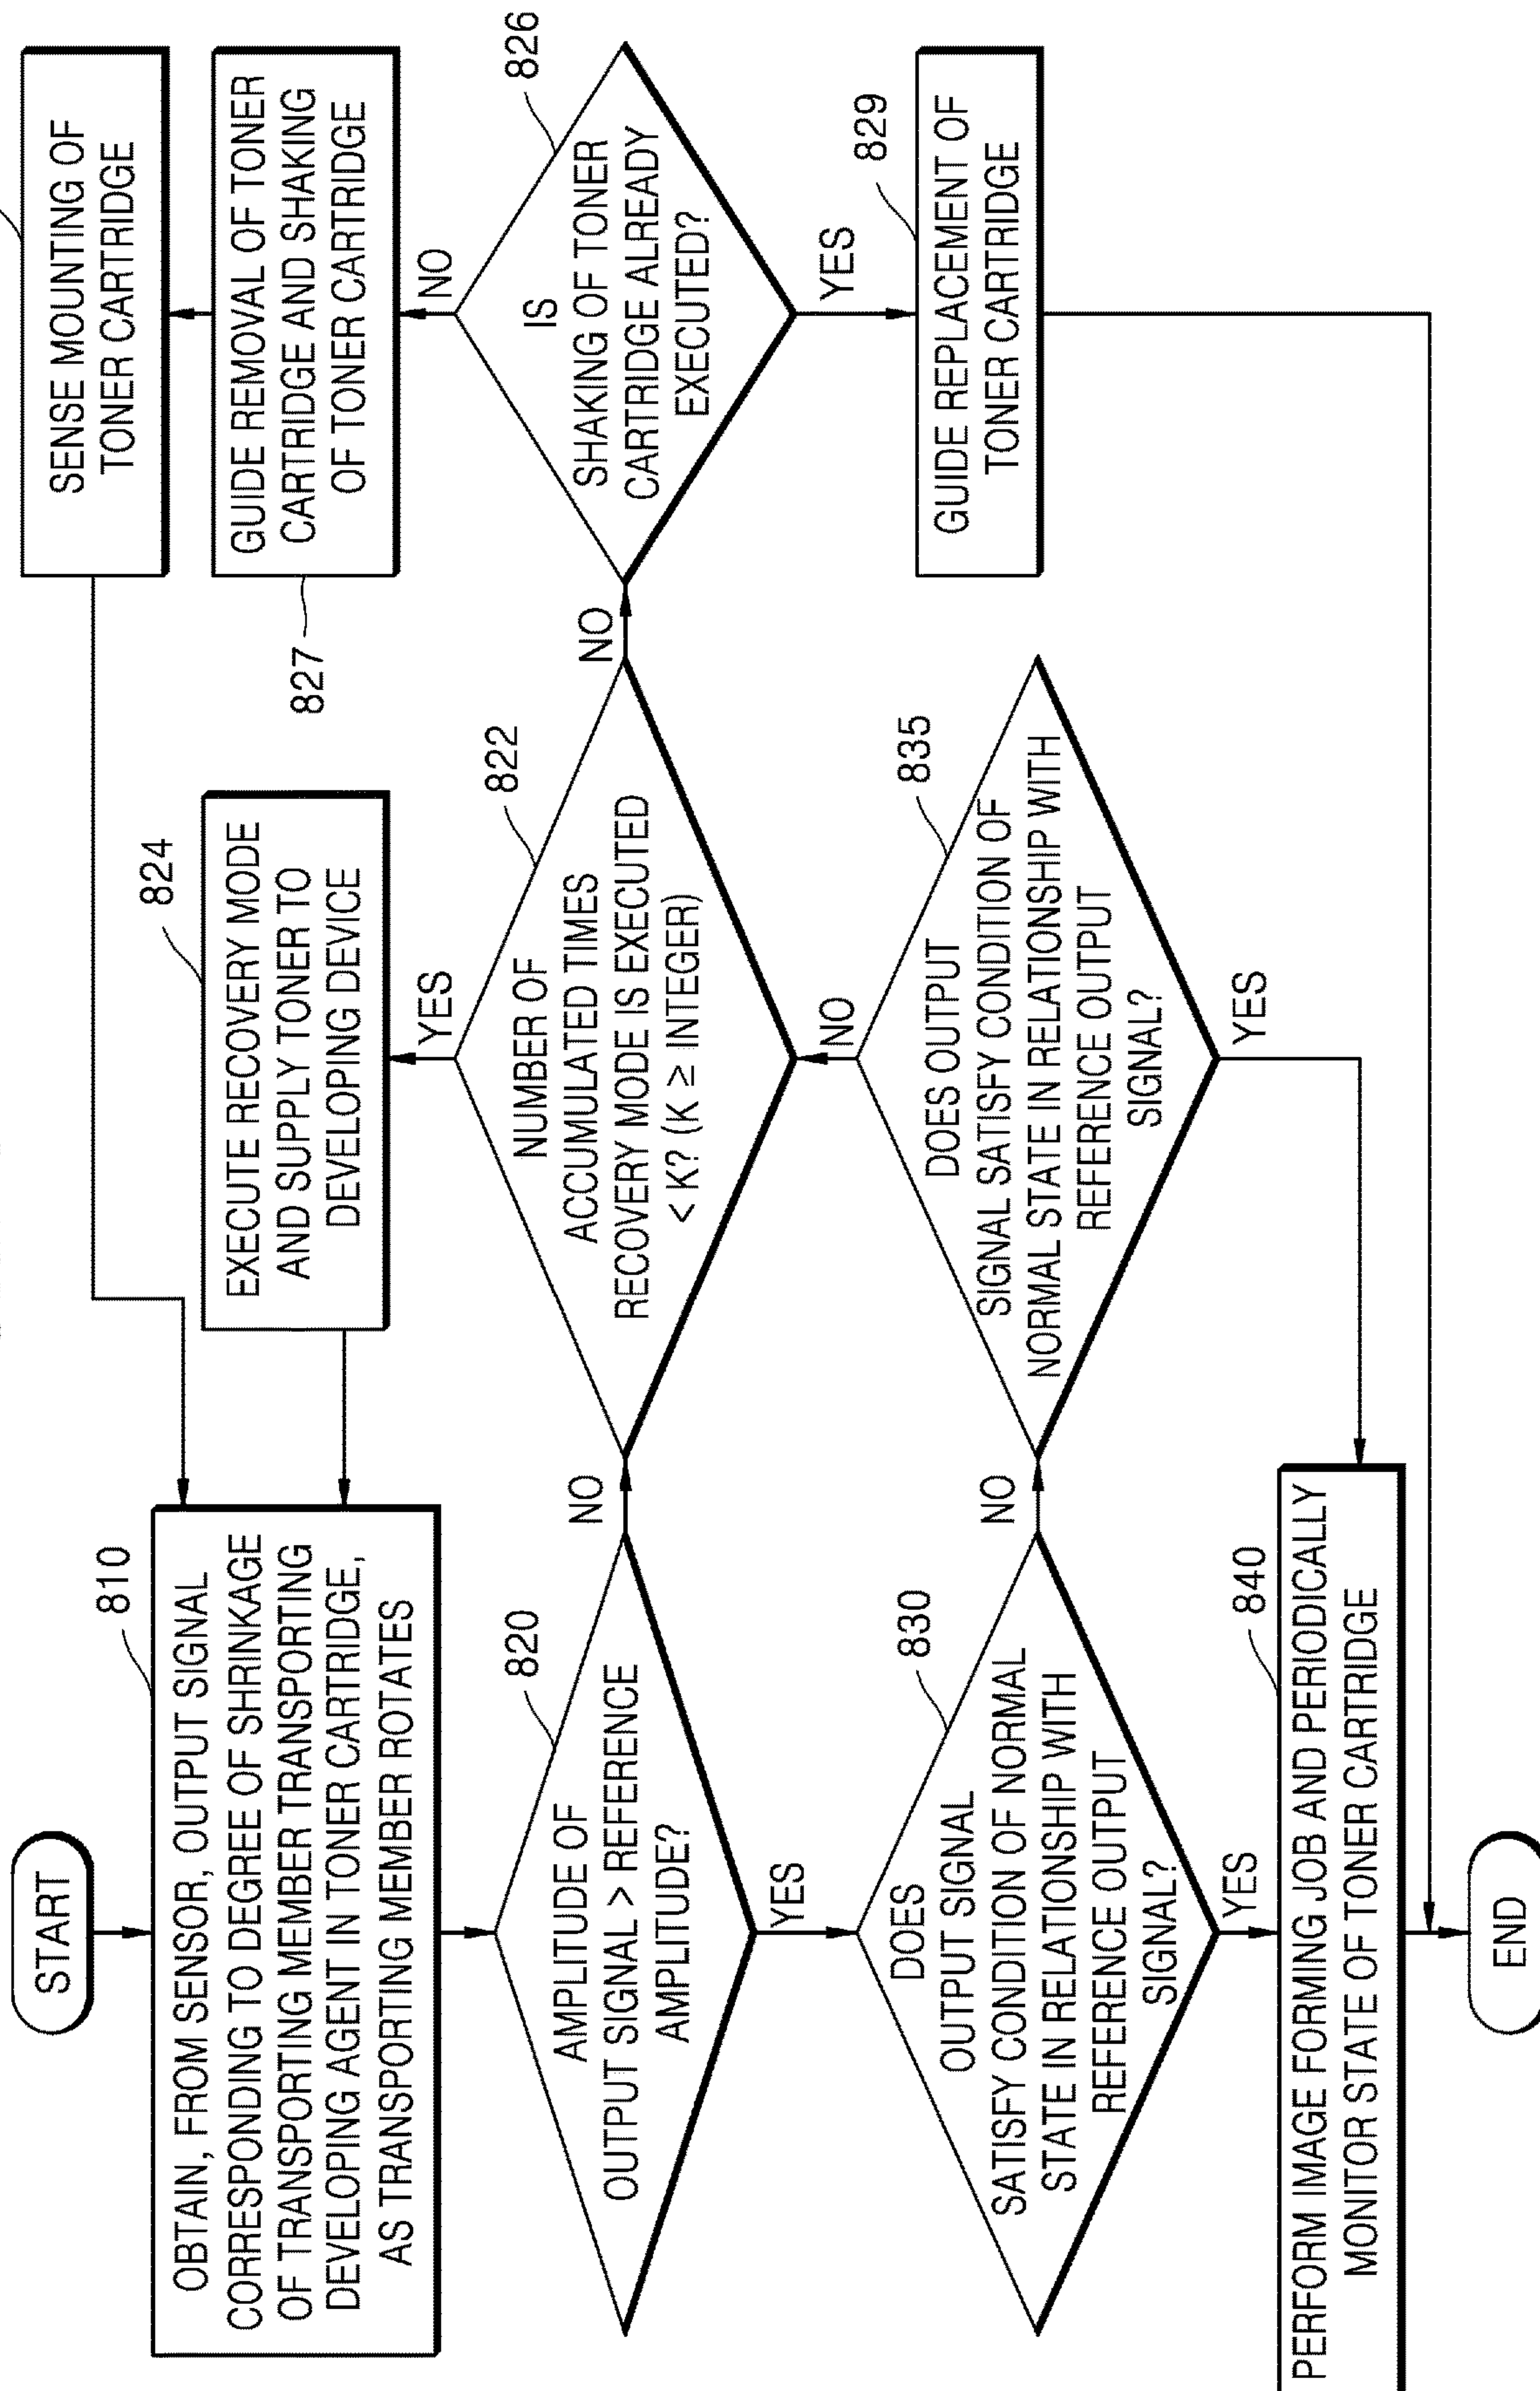 START
810
OBTAIN, FROM SENSOR, OUTPUT SIGNAL
CORRESPONDING TO DEGREE OF SHRINKAGE
OF TRANSPORTING MEMBER TRANSPORTING
DEVELOPING AGENT IN TONER CARTRIDGE,
AS TRANSPORTING MEMBER ROTATES
820
AMPLITUDE OF
OUTPUT SIGNAL > REFERENCE
AMPLITUDE?
NO
YES
822
NUMBER OF
ACCUMULATED TIMES
RECOVERY MODE IS EXECUTED
< K? (K ≥ INTEGER)
YES
NO
824
EXECUTE RECOVERY MODE
AND SUPPLY TONER TO
DEVELOPING DEVICE
826
IS
SHAKING OF TONER
CARTRIDGE ALREADY
EXECUTED?
NO
YES
827
GUIDE REMOVAL OF TONER
CARTRIDGE AND SHAKING
OF TONER CARTRIDGE
SENSE MOUNTING OF
TONER CARTRIDGE
829
GUIDE REPLACEMENT OF
TONER CARTRIDGE
830
DOES
OUTPUT SIGNAL
SATISFY CONDITION OF NORMAL
STATE IN RELATIONSHIP WITH
REFERENCE OUTPUT
SIGNAL?
NO
YES
835
DOES OUTPUT
SIGNAL SATISFY CONDITION OF
NORMAL STATE IN RELATIONSHIP WITH
REFERENCE OUTPUT
SIGNAL?
NO
YES
840
PERFORM IMAGE FORMING JOB AND PERIODICALLY
MONITOR STATE OF TONER CARTRIDGE
END